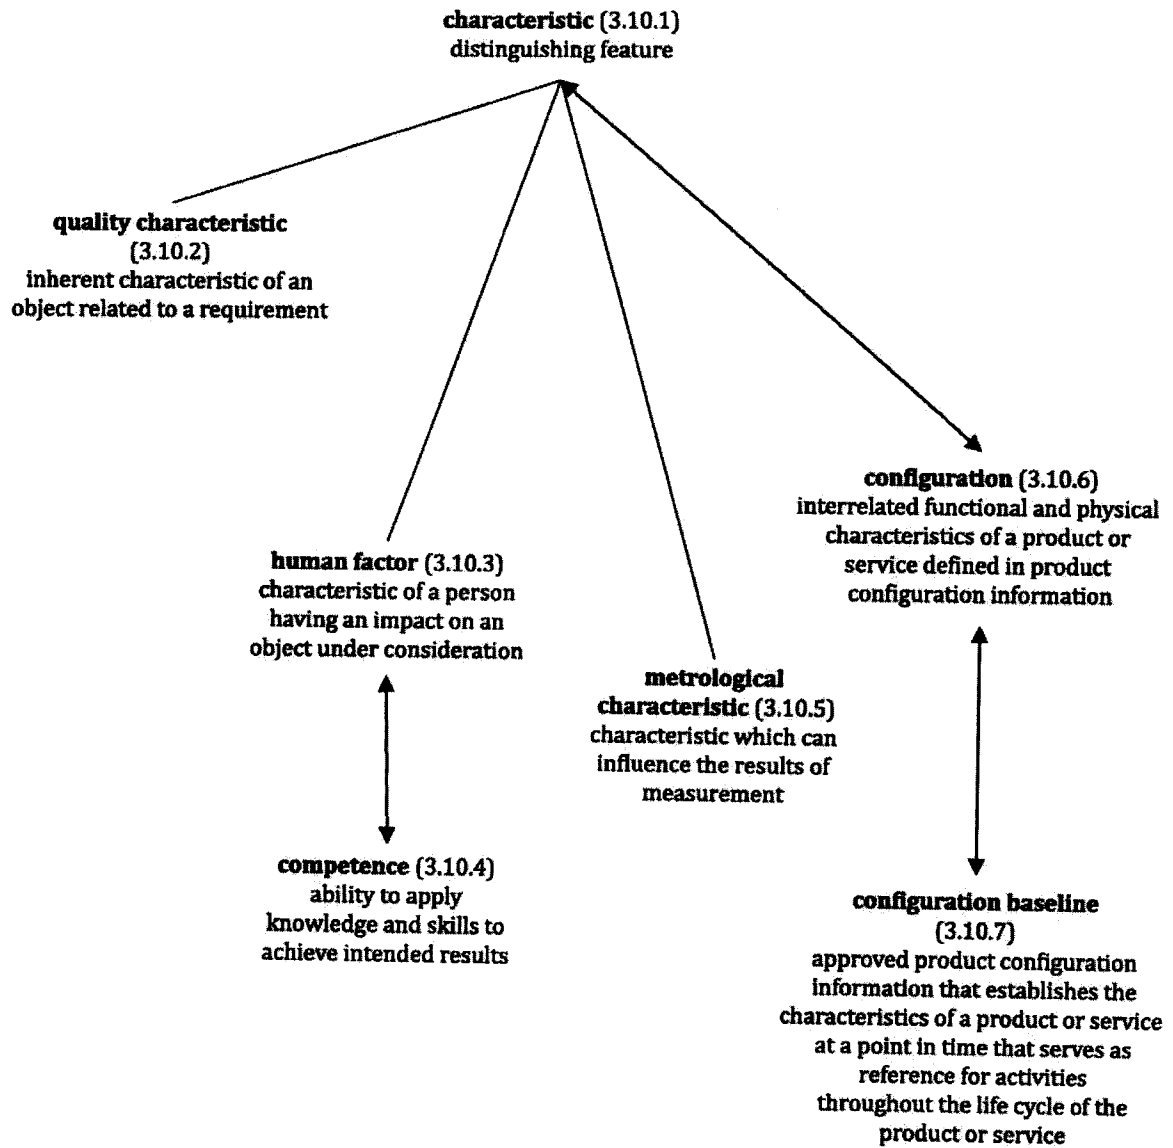 characteristic (3.10.1)
distinguishing feature
quality characteristic
(3.10.2)
inherent characteristic of an
object related to a requirement
configuration (3.10.6)
interrelated functional and physical
characteristics of a product or
service defined in product
configuration information
human factor (3.10.3)
characteristic of a person
having an impact on an
object under consideration
metrological
characteristic (3.10.5)
characteristic which can
influence the results of
measurement
competence (3.10.4)
ability to apply
knowledge and skills to
achieve intended results
configuration baseline
(3.10.7)
approved product configuration
information that establishes the
characteristics of a product or service
at a point in time that serves as
reference for activities
throughout the life cycle of the
product or service